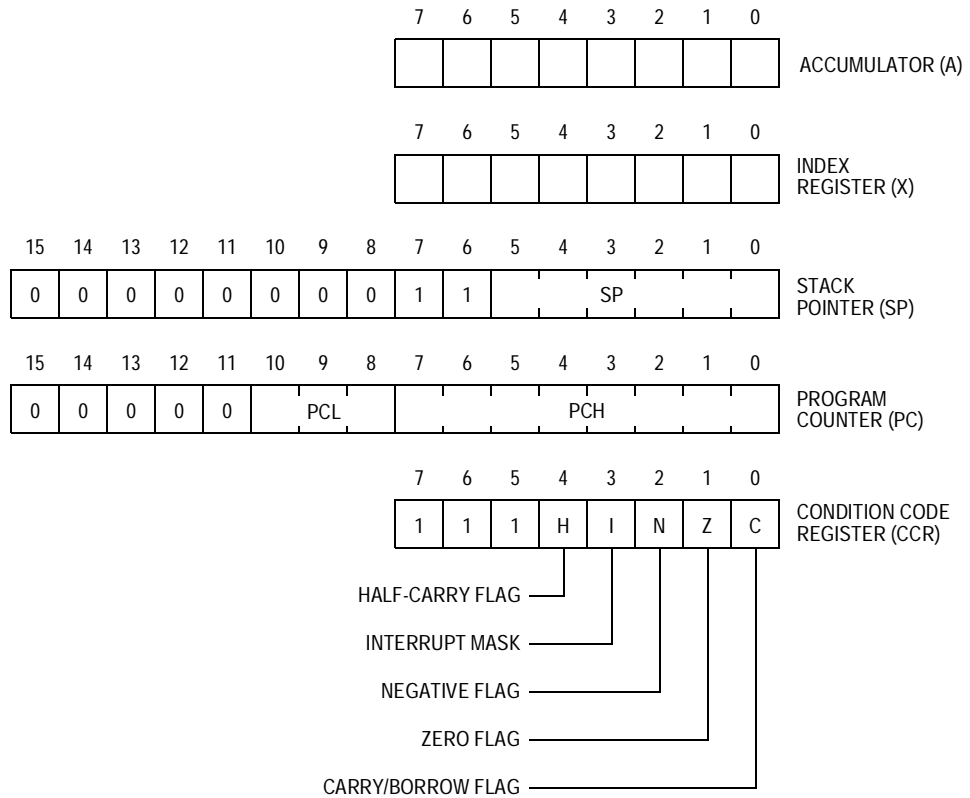 7 6 5 4 3 2 1 0
ACCUMULATOR (A)
7 6 5 4 3 2 1 0
INDEX
REGISTER (X)
15 14 13 12 11 10 9 8 7 6 5 4 3 2 1 0
0 0 0 0 0 0 0 0 1 1 SP
STACK
POINTER (SP)
15 14 13 12 11 10 9 8 7 6 5 4 3 2 1 0
0 0 0 0 0 PCL PCH
PROGRAM
COUNTER (PC)
7 6 5 4 3 2 1 0
1 1 1 H I N Z C
CONDITION CODE
REGISTER (CCR)
HALF-CARRY FLAG
INTERRUPT MASK
NEGATIVE FLAG
ZERO FLAG
CARRY/BORROW FLAG